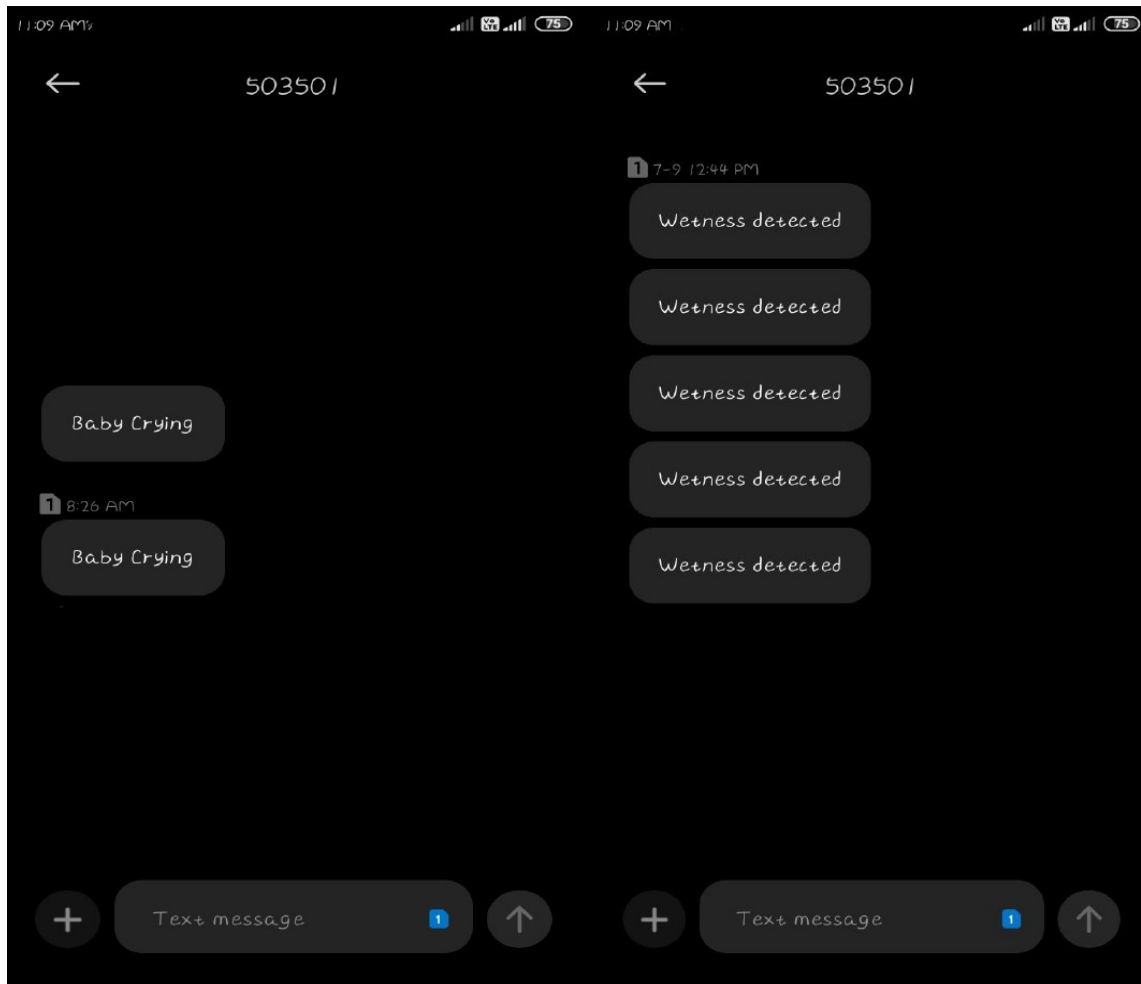 11:09 AM
75
503501
Baby Crying
1 8:26 AM
Baby Crying
Text message 1
11:09 AM
75
503501
1 7-9 12:44 PM
Wetness detected
Wetness detected
Wetness detected
Wetness detected
Wetness detected
Text message 1